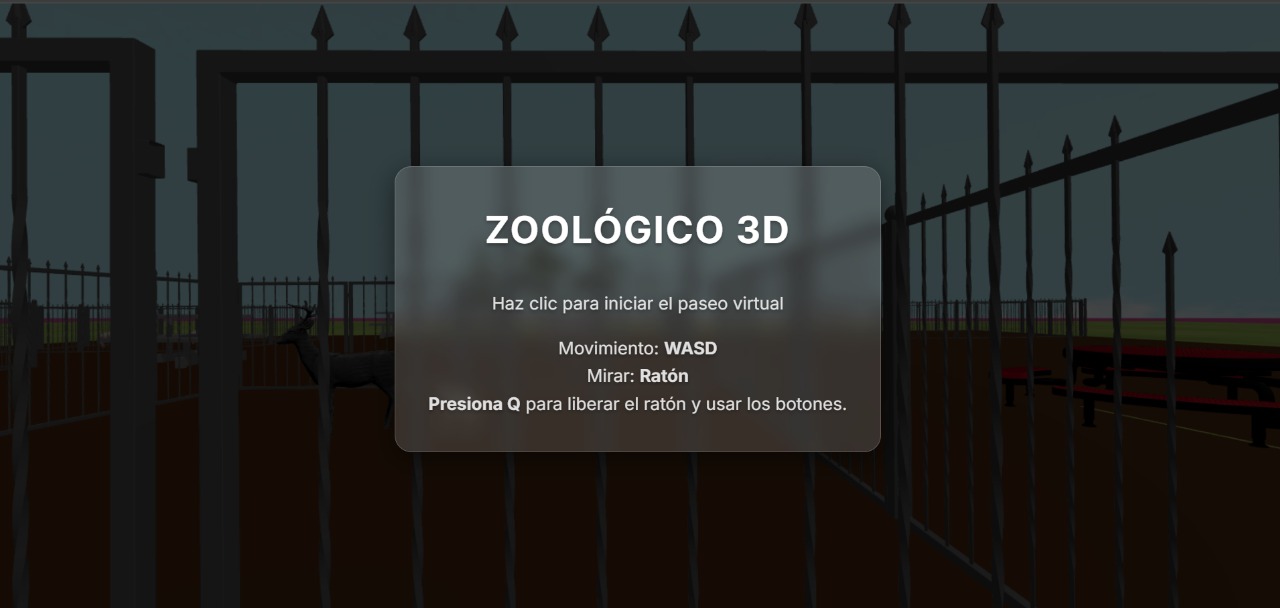 ZOOLÓGICO 3D
Haz clic para iniciar el paseo virtual
Movimiento: WASD
Mirar: Ratón
Presiona Q para liberar el ratón y usar los botones.